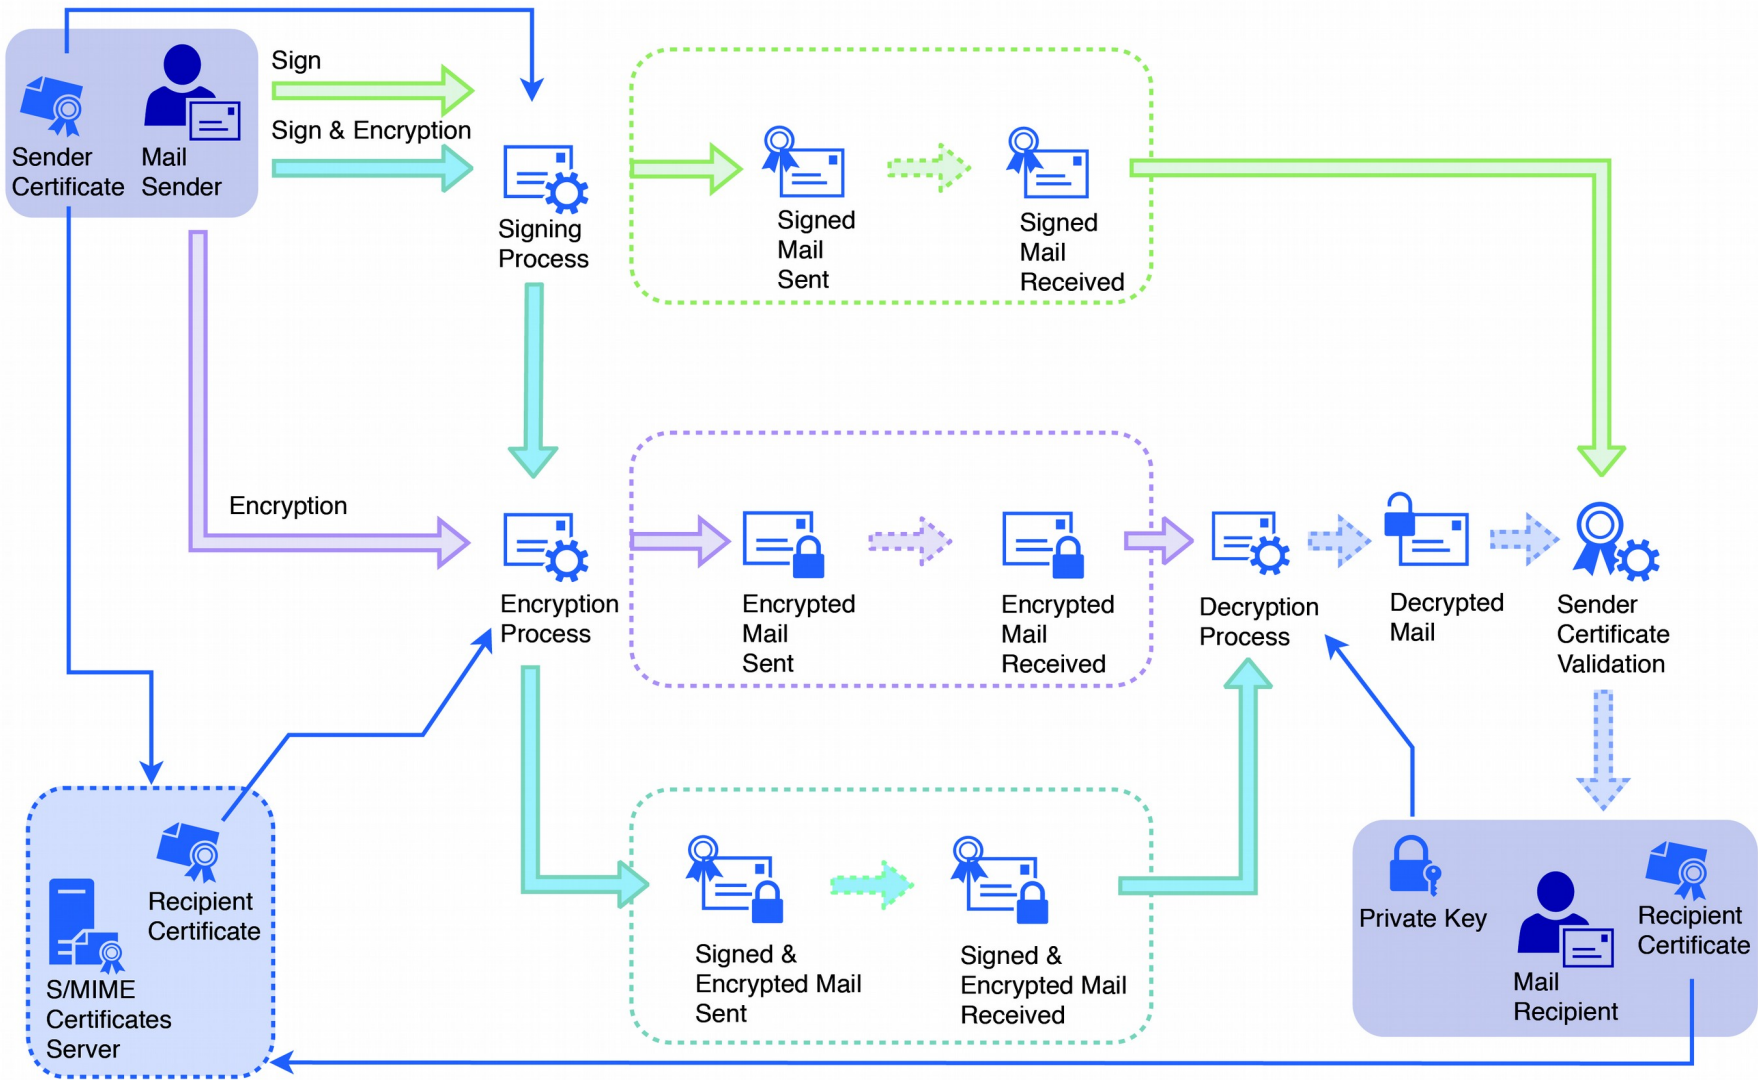 Sign
Sign & Encryption
Sender
Certificate
Mail
Sender
Signing
Process
Signed
Mail
Sent
Signed
Mail
Received
Encryption
Encryption
Process
Encrypted
Mail
Sent
Encrypted
Mail
Received
Decryption
Process
Decrypted
Mail
Sender
Certificate
Validation
Recipient
Certificate
S/MIME
Certificates
Server
Signed &
Encrypted Mail
Sent
Signed &
Encrypted Mail
Received
Private Key
Mail
Recipient
Recipient
Certificate